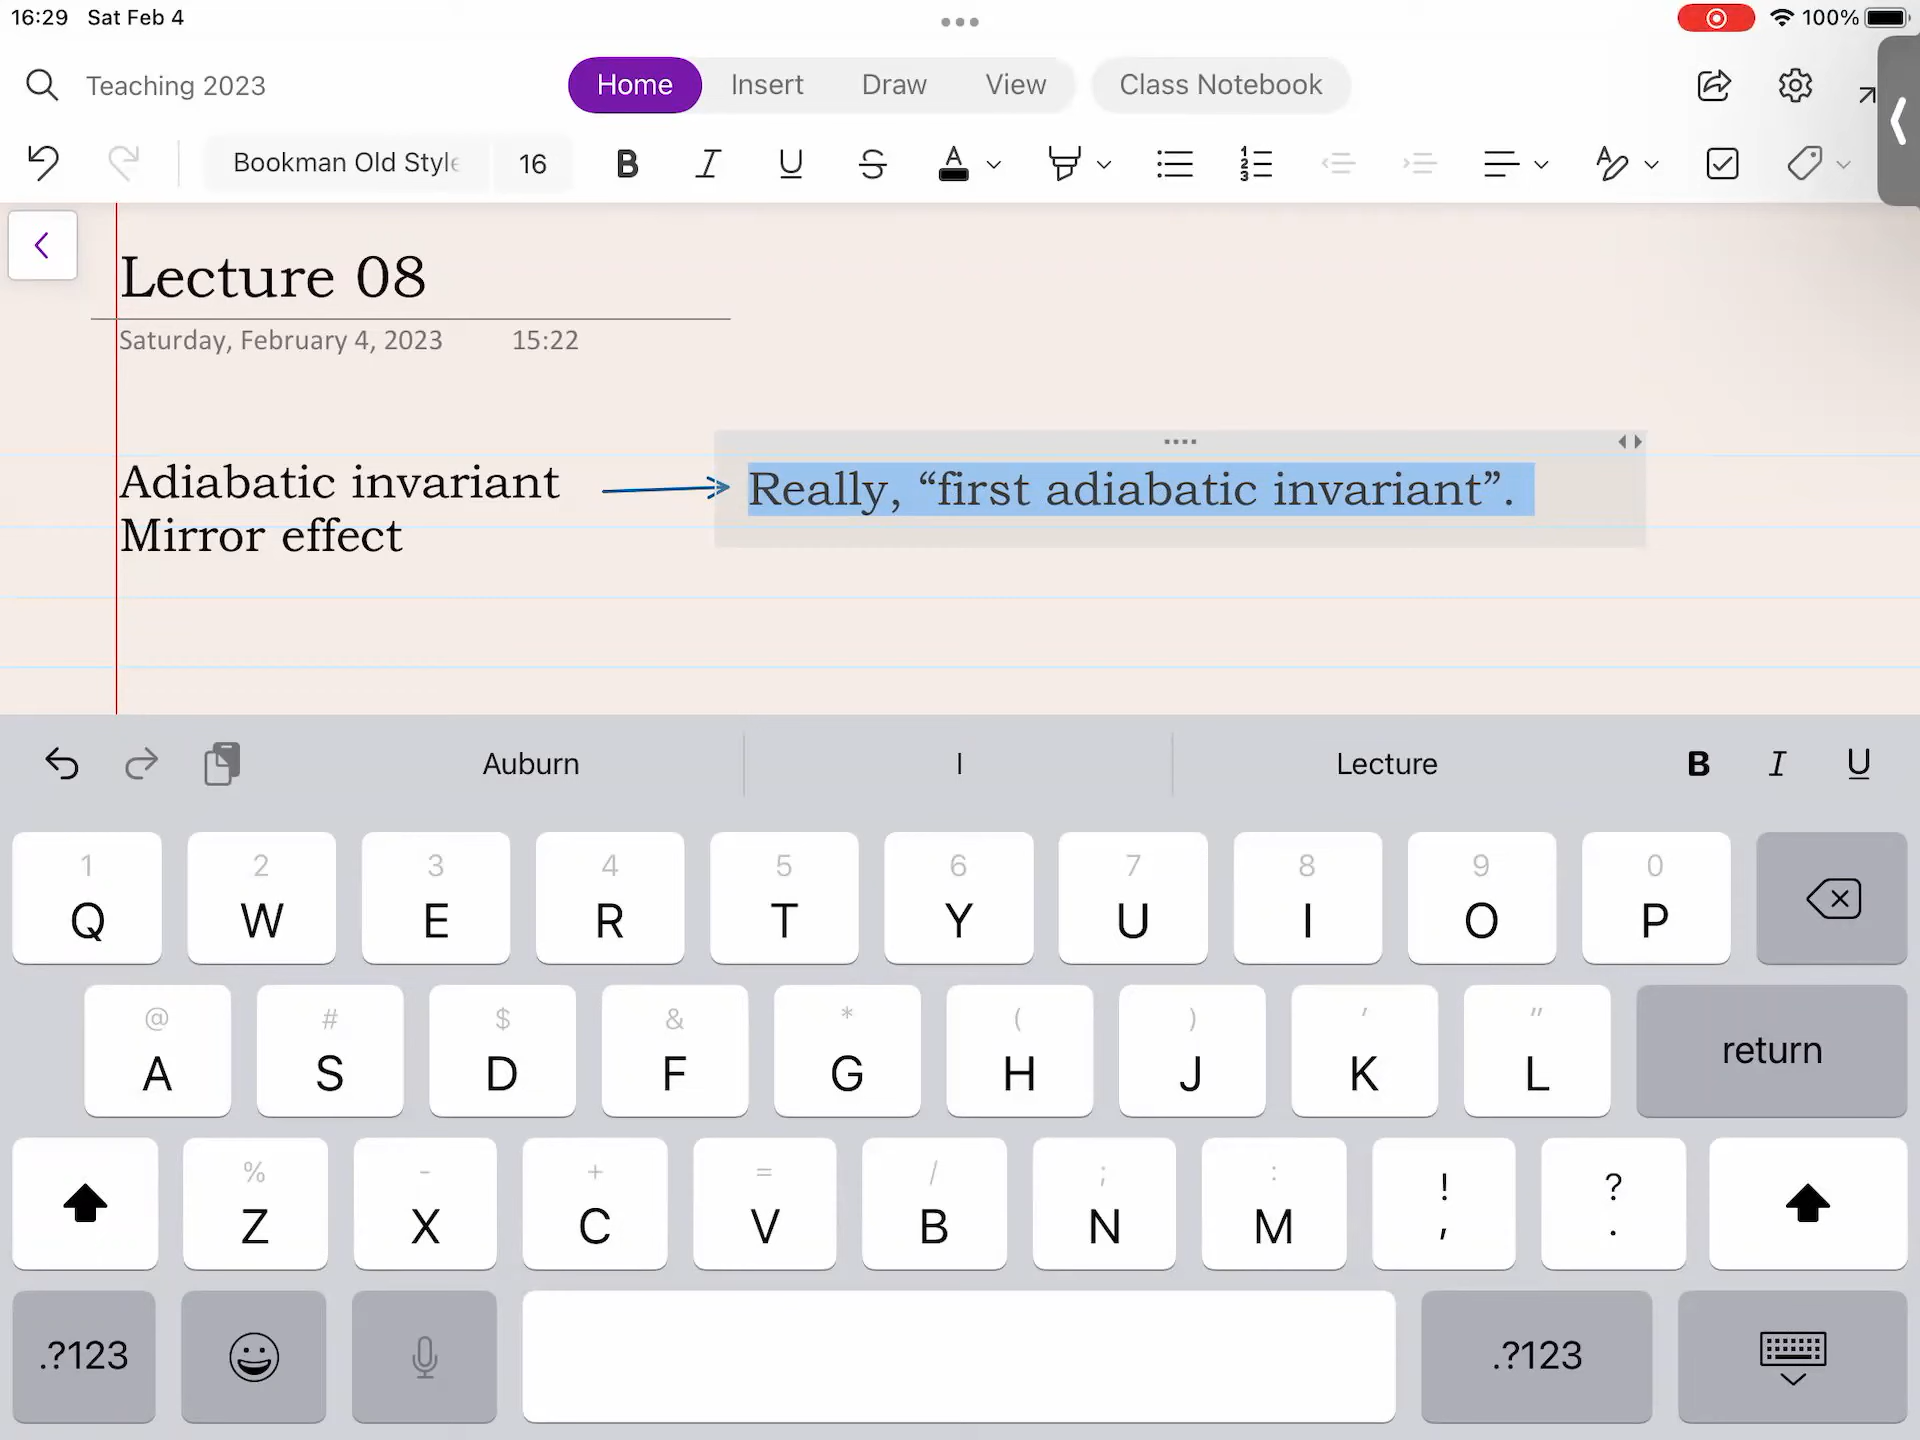 16:29 Sat Feb 4 100%
Teaching 2023 Home Insert Draw View Class Notebook
Bookman Old Style 16 B I U S A
Lecture 08
Saturday, February 4, 2023 15:22
Adiabatic invariant Really, “first adiabatic invariant”.
Mirror effect
Auburn I Lecture B I U
1 2 3 4 5 6 7 8 9 0
Q W E R T Y U I O P
@ # $ & * ( ) ' "
A S D F G H J K L return
% - + = / ; : ! ?
Z X C V B N M , .
.?123 .?123